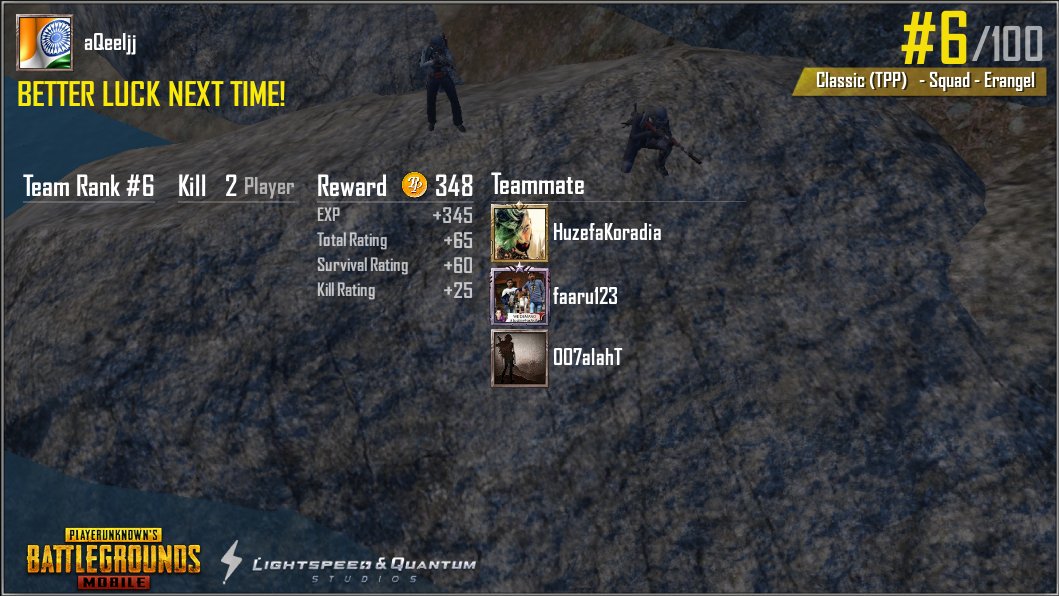 aQeeljj
BETTER LUCK NEXT TIME!
#6/100
Classic (TPP) - Squad - Erangel
Team Rank #6 Kill 2 Player
Reward 348
EXP +345
Total Rating +65
Survival Rating +60
Kill Rating +25
Teammate
HuzefaKoradia
faaru123
007alahT
PLAYERUNKNOWN'S
BATTLEGROUNDS
MOBILE
LIGHTSPEED & QUANTUM
STUDIOS